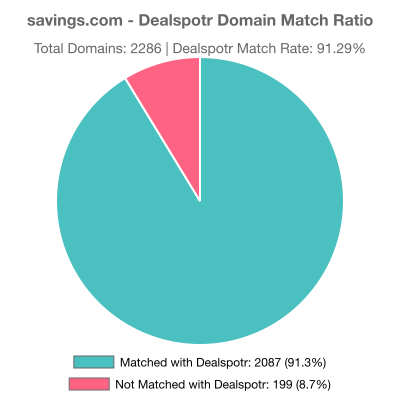 savings.com - Dealspotr Domain Match Ratio
Total Domains: 2286 | Dealspotr Match Rate: 91.29%
Matched with Dealspotr: 2087 (91.3%)
Not Matched with Dealspotr: 199 (8.7%)